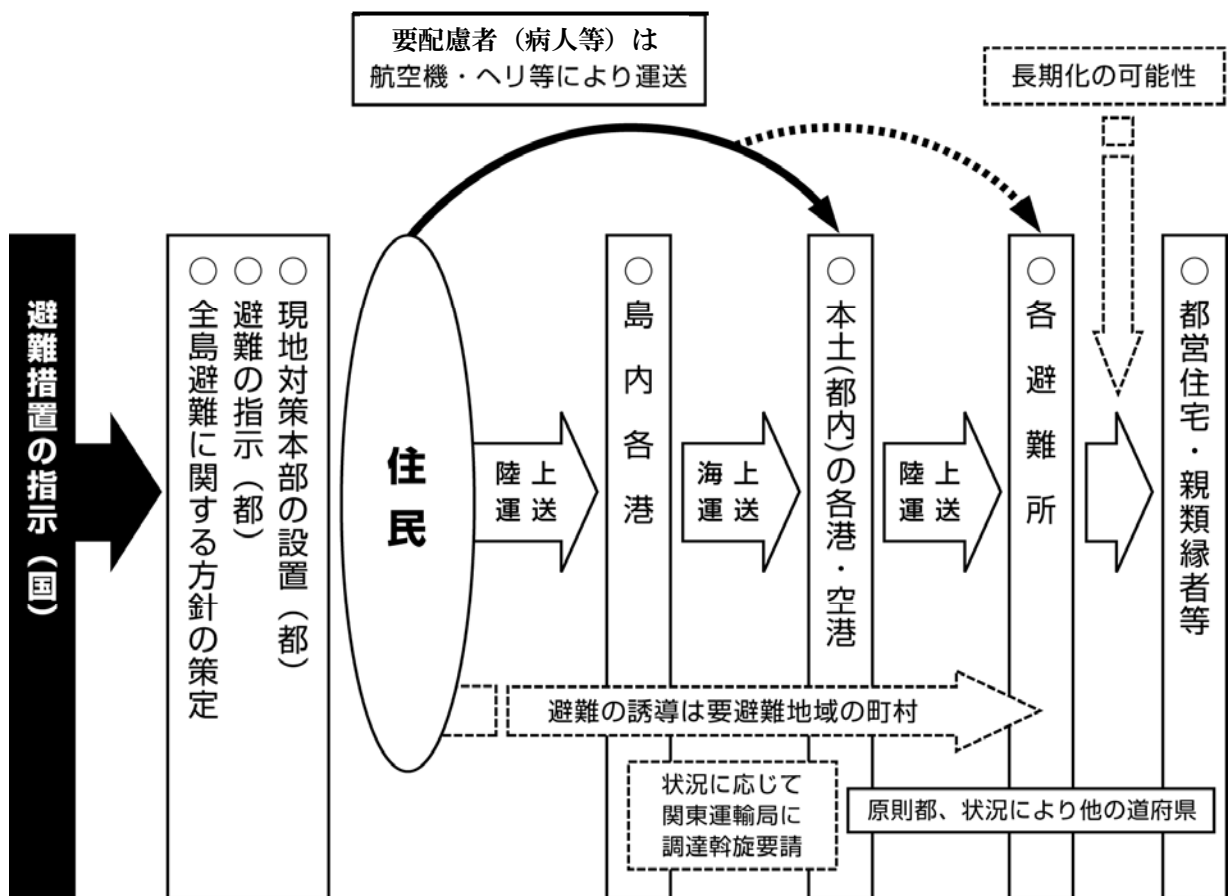 要配慮者（病人等）は
航空機・ヘリ等により運送
長期化の可能性
避難措置の指示（国）
○ 現地対策本部の設置（都）
○ 避難の指示（都）
○ 全島避難に関する方針の策定
住民
陸上
運送
○ 島内各港
海上
運送
○ 本土(都内)の各港・空港
陸上
運送
○ 各避難所
○ 都営住宅・親類縁者等
避難の誘導は要避難地域の町村
状況に応じて
関東運輸局に
調達斡旋要請
原則都、状況により他の道府県